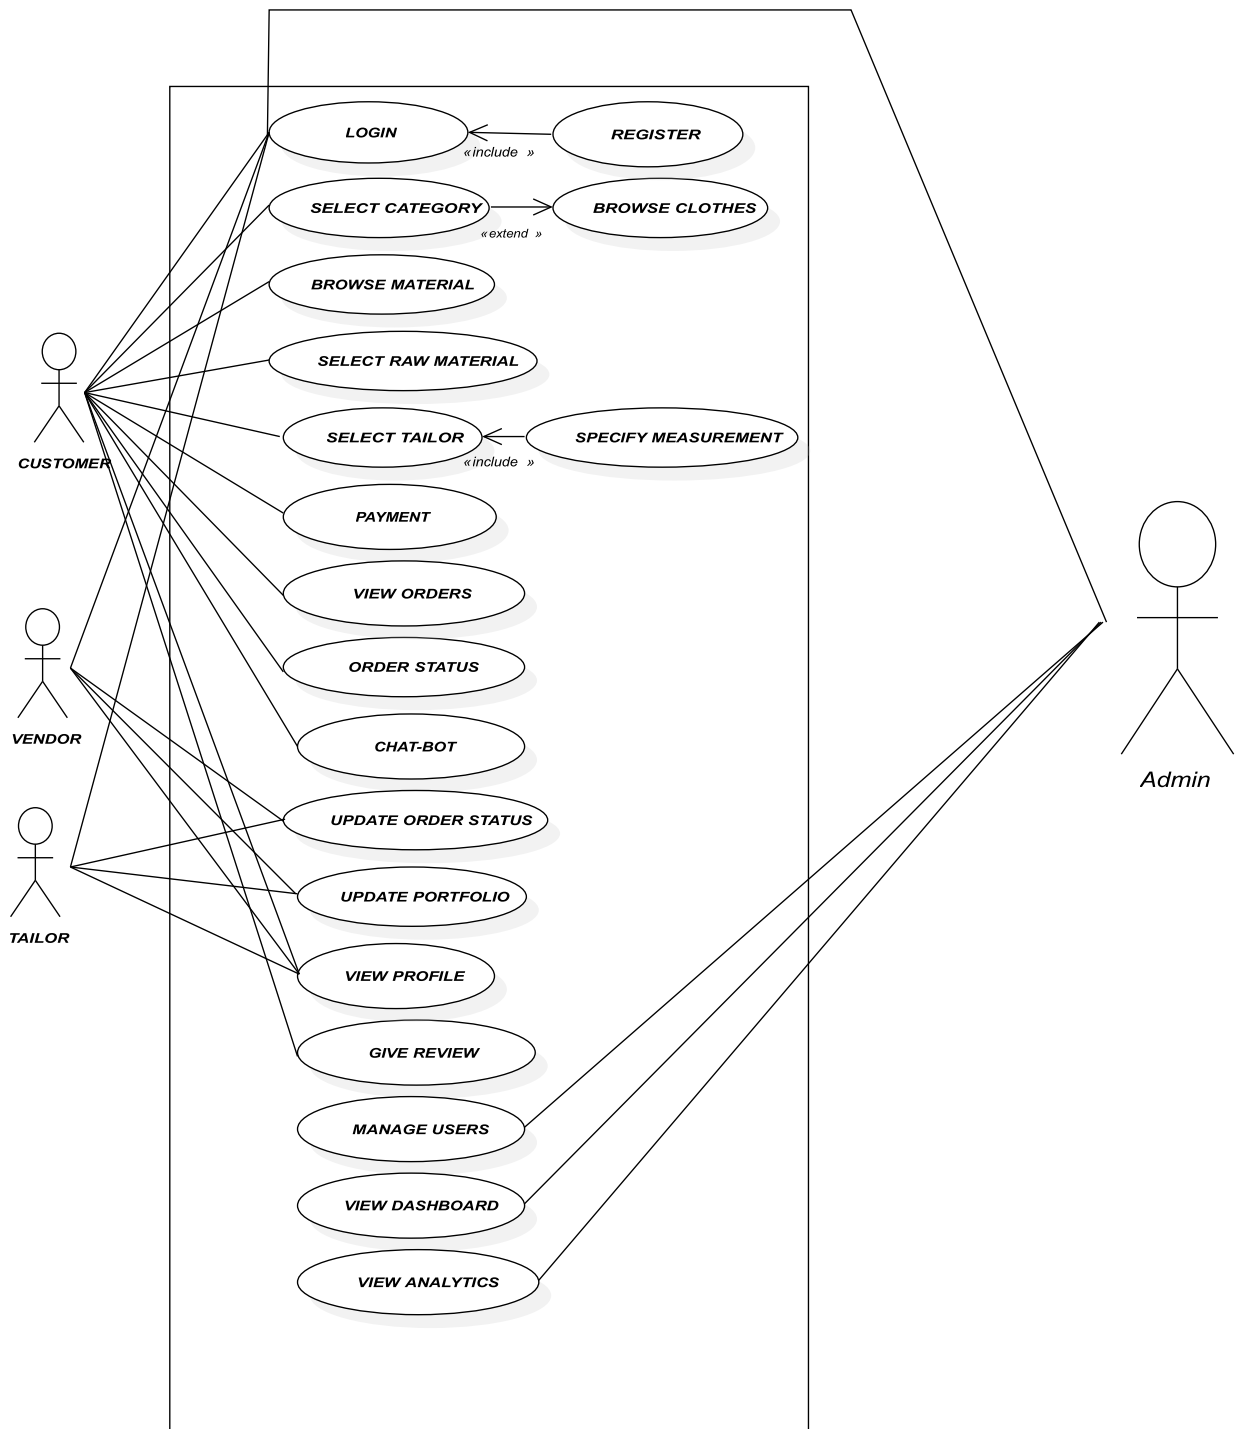 LOGIN
REGISTER
«include »
SELECT CATEGORY
BROWSE CLOTHES
«extend »
BROWSE MATERIAL
SELECT RAW MATERIAL
SELECT TAILOR
SPECIFY MEASUREMENT
«include »
CUSTOMER
PAYMENT
VIEW ORDERS
ORDER STATUS
VENDOR
CHAT-BOT
Admin
UPDATE ORDER STATUS
UPDATE PORTFOLIO
TAILOR
VIEW PROFILE
GIVE REVIEW
MANAGE USERS
VIEW DASHBOARD
VIEW ANALYTICS